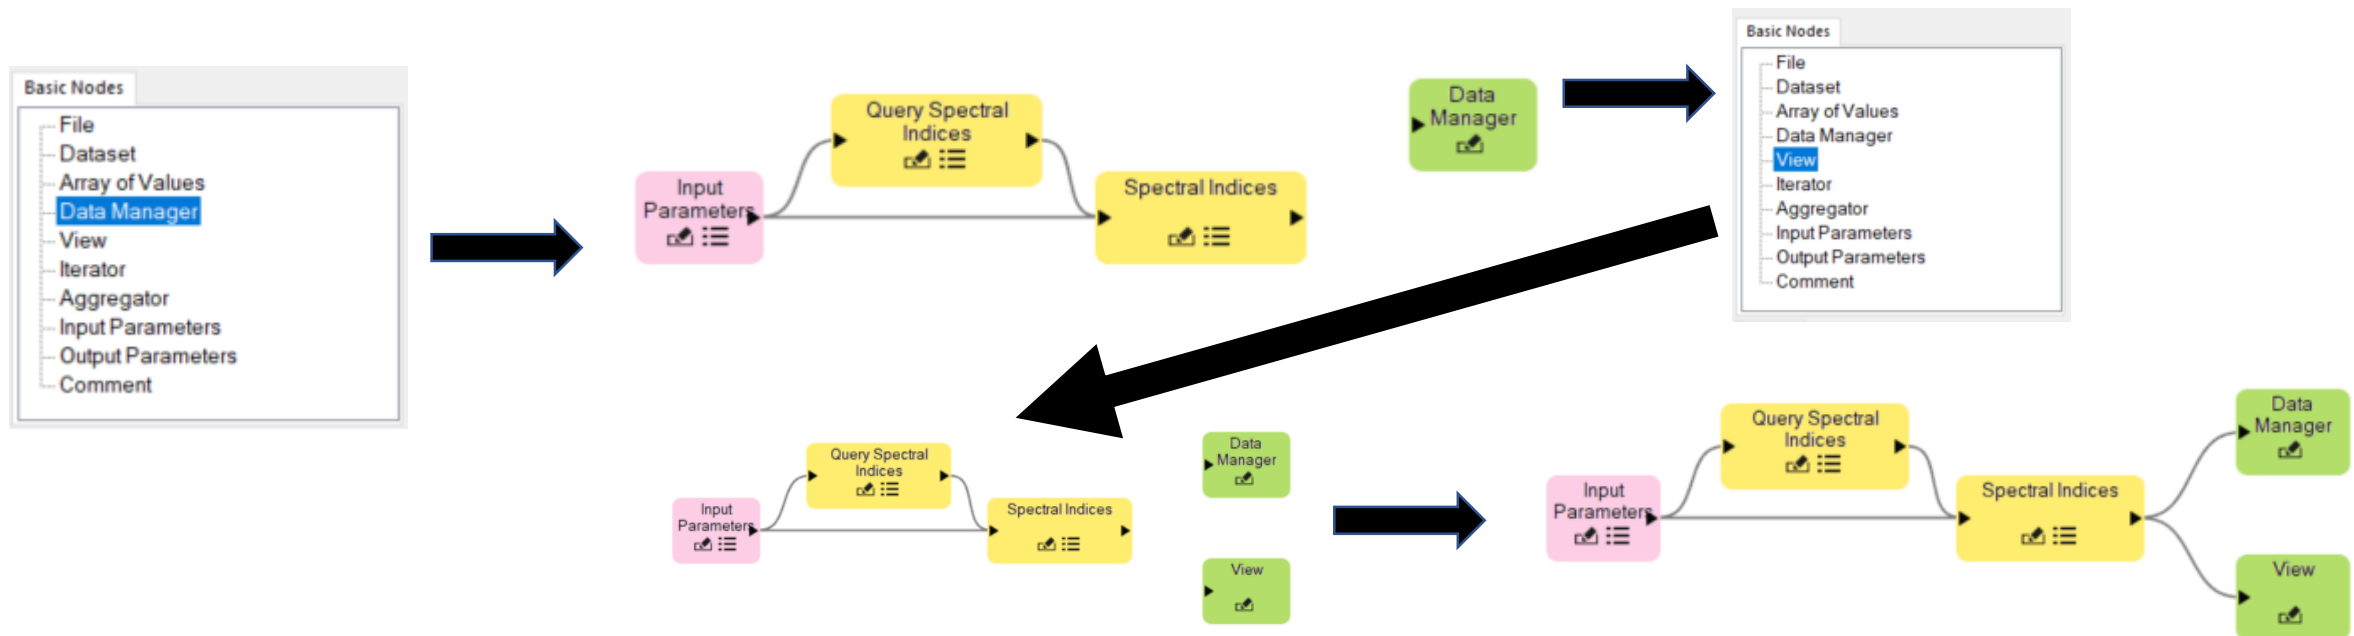 Basic Nodes
File
Dataset
Array of Values
Data Manager
View
Iterator
Aggregator
Input Parameters
Output Parameters
Comment
Input
Parameters
Query Spectral
Indices
Spectral Indices
Data
Manager
Basic Nodes
File
Dataset
Array of Values
Data Manager
View
Iterator
Aggregator
Input Parameters
Output Parameters
Comment
Input
Parameters
Query Spectral
Indices
Spectral Indices
Data
Manager
View
Input
Parameters
Query Spectral
Indices
Spectral Indices
Data
Manager
View